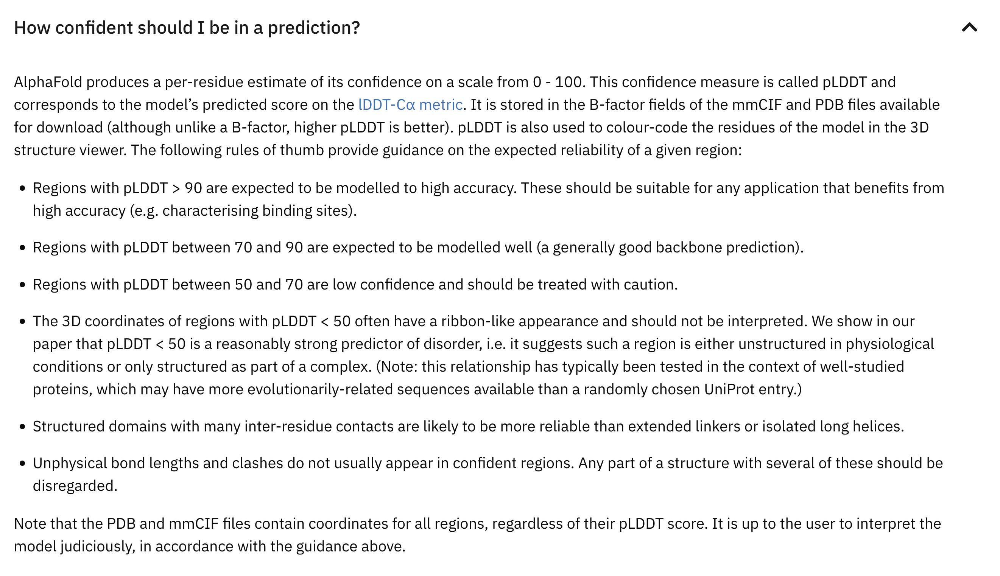 How confident should I be in a prediction?
AlphaFold produces a per-residue estimate of its confidence on a scale from 0 - 100. This confidence measure is called pLDDT and
corresponds to the model’s predicted score on the lDDT-Cα metric. It is stored in the B-factor fields of the mmCIF and PDB files available
for download (although unlike a B-factor, higher pLDDT is better). pLDDT is also used to colour-code the residues of the model in the 3D
structure viewer. The following rules of thumb provide guidance on the expected reliability of a given region:
• Regions with pLDDT > 90 are expected to be modelled to high accuracy. These should be suitable for any application that benefits from
high accuracy (e.g. characterising binding sites).
• Regions with pLDDT between 70 and 90 are expected to be modelled well (a generally good backbone prediction).
• Regions with pLDDT between 50 and 70 are low confidence and should be treated with caution.
• The 3D coordinates of regions with pLDDT < 50 often have a ribbon-like appearance and should not be interpreted. We show in our
paper that pLDDT < 50 is a reasonably strong predictor of disorder, i.e. it suggests such a region is either unstructured in physiological
conditions or only structured as part of a complex. (Note: this relationship has typically been tested in the context of well-studied
proteins, which may have more evolutionarily-related sequences available than a randomly chosen UniProt entry.)
• Structured domains with many inter-residue contacts are likely to be more reliable than extended linkers or isolated long helices.
• Unphysical bond lengths and clashes do not usually appear in confident regions. Any part of a structure with several of these should be
disregarded.
Note that the PDB and mmCIF files contain coordinates for all regions, regardless of their pLDDT score. It is up to the user to interpret the
model judiciously, in accordance with the guidance above.